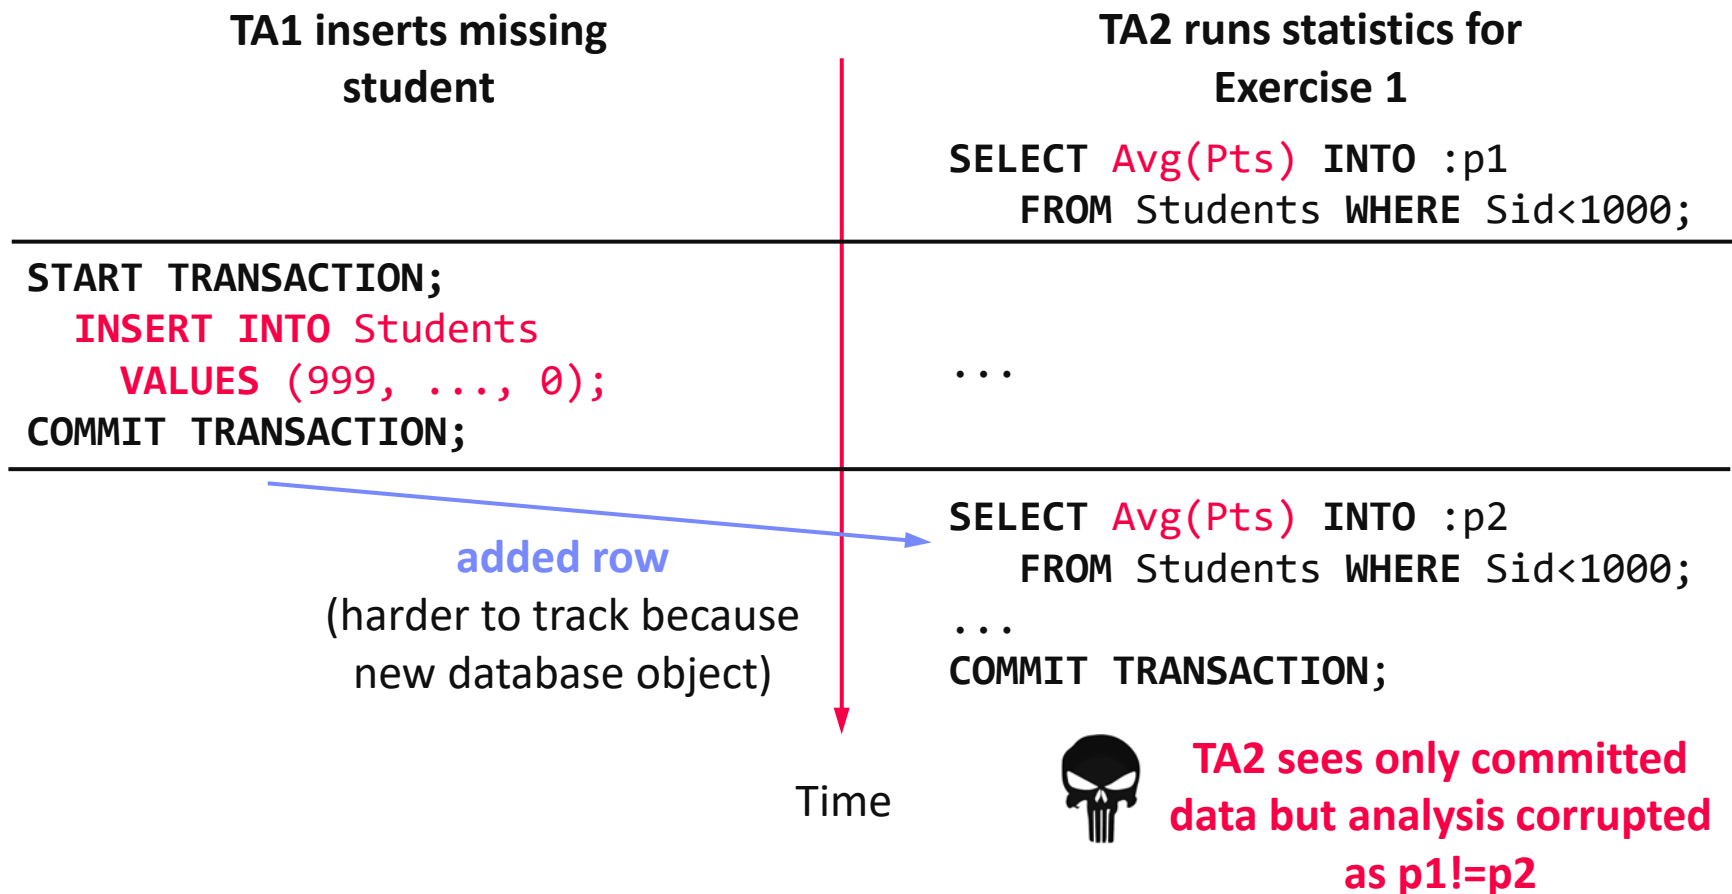 TA1 inserts missing
student
TA2 runs statistics for
Exercise 1
SELECT Avg(Pts) INTO :p1
FROM Students WHERE Sid<1000;
START TRANSACTION;
INSERT INTO Students
VALUES (999, ..., 0);
COMMIT TRANSACTION;
...
added row
(harder to track because
new database object)
SELECT Avg(Pts) INTO :p2
FROM Students WHERE Sid<1000;
...
COMMIT TRANSACTION;
Time
TA2 sees only committed
data but analysis corrupted
as p1!=p2